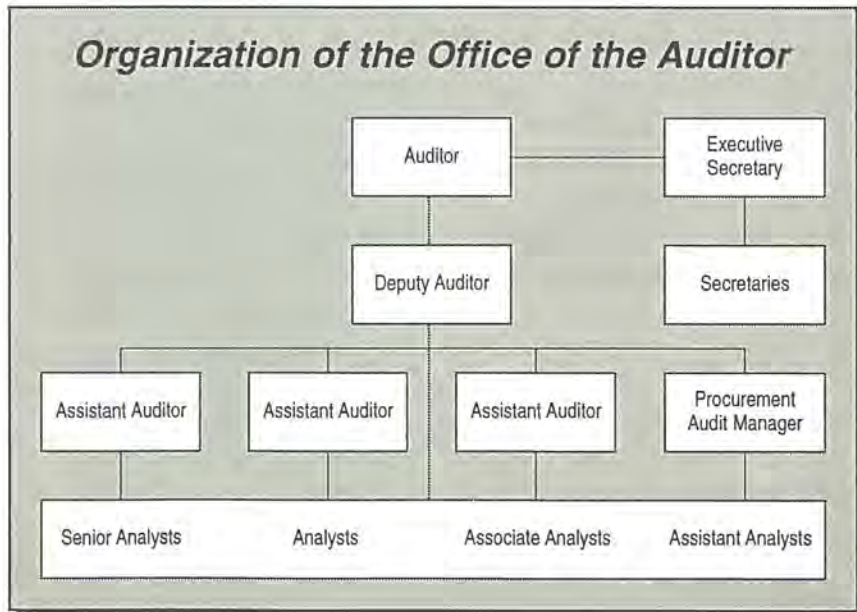 Organization of the Office of the Auditor
Auditor
Executive
Secretary
Deputy Auditor
Secretaries
Assistant Auditor
Assistant Auditor
Assistant Auditor
Procurement
Audit Manager
Senior Analysts
Analysts
Associate Analysts
Assistant Analysts